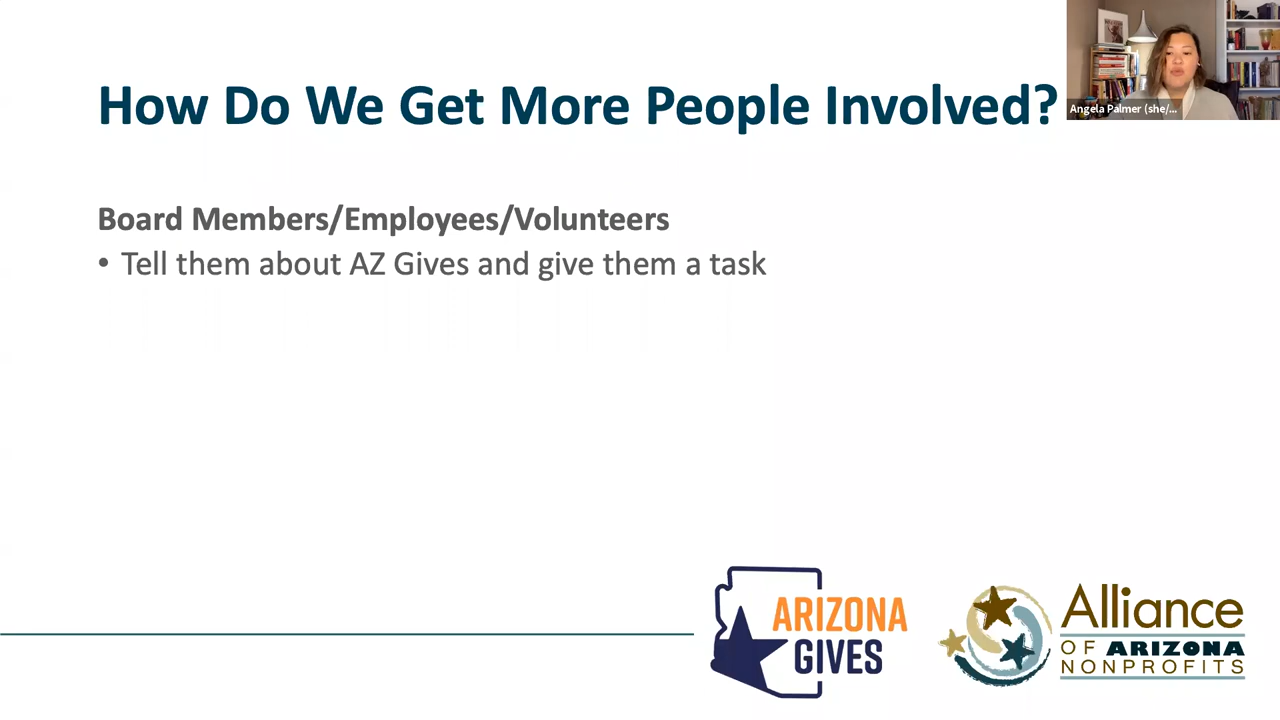 How Do We Get More People Involved?
Angela Palmer (she/...
Board Members/Employees/Volunteers
• Tell them about AZ Gives and give them a task
ARIZONA
GIVES
Alliance
OF ARIZONA
NONPROFITS